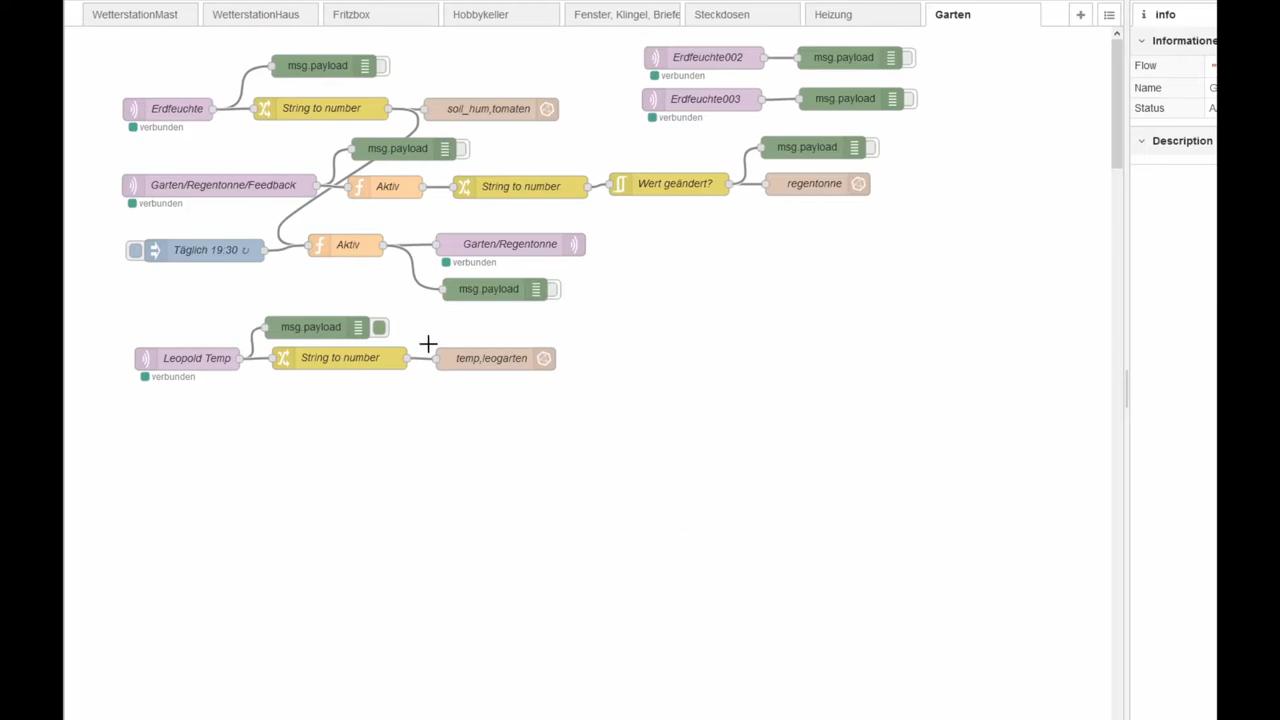 WetterstationMast
WetterstationHaus
Fritzbox
Hobbykeller
Fenster, Klingel, Briefe
Steckdosen
Heizung
Garten
info
msg.payload
Erdfeuchte
verbunden
String to number
soil_hum,tomaten
Erdfeuchte002
verbunden
msg.payload
Erdfeuchte003
verbunden
msg.payload
msg.payload
Garten/Regentonne/Feedback
verbunden
Aktiv
String to number
Wert geändert?
msg.payload
regentonne
Täglich 19:30 ↻
Aktiv
Garten/Regentonne
verbunden
msg.payload
msg.payload
Leopold Temp
verbunden
String to number
temp,leogarten
Informatione
Flow "
Name G
Status
Description